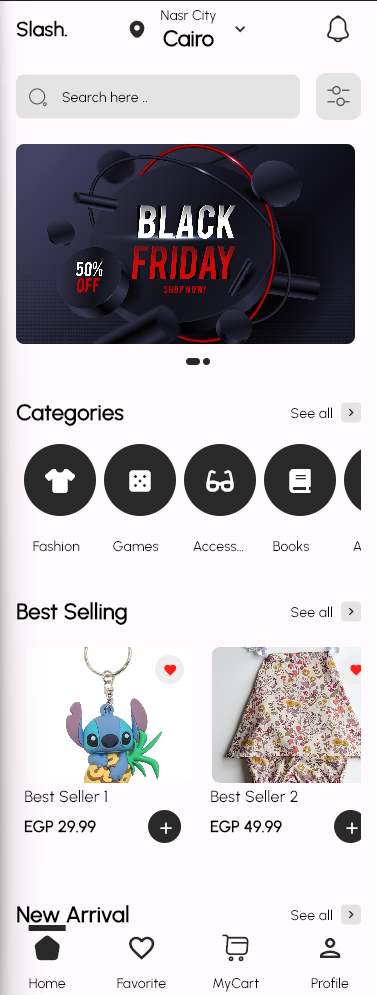 Slash.
Nasr City
Cairo
Search here ..
BLACK
FRIDAY
SHOP NOW!
50%
OFF
Categories
See all
Fashion
Games
Access...
Books
A
Best Selling
See all
Best Seller 1
EGP 29.99
Best Seller 2
EGP 49.99
New Arrival
See all
Home
Favorite
MyCart
Profile